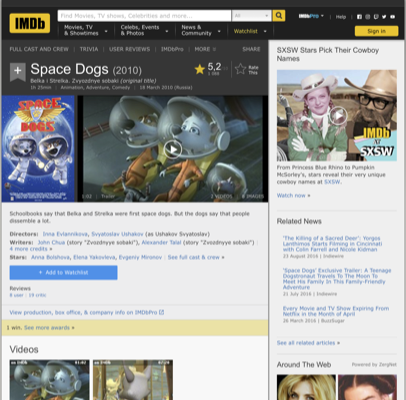 IMDb
Find Movies, TV shows, Celebrities and more...
All
IMDbPro
Help
Movies, TV
& Showtimes
Celebs, Events
& Photos
News &
Community
Watchlist
Sign in
FULL CAST AND CREW | TRIVIA | USER REVIEWS | IMDbPro | MORE
SHARE
Space Dogs (2010)
Belka i Strelka. Zvyozdnye sobaki (original title)
1h 25min | Animation, Adventure, Comedy | 18 March 2010 (Russia)
5,2
Rate
This
SPACE
DOGS
1:02 Trailer
2 VIDEOS
6 IMAGES
Schoolbooks say that Belka and Strelka were first space dogs. But the dogs say that people
dissemble a lot.
Directors: Inna Evlannikova, Svyatoslav Ushakov (as Ushakov Svyatoslav)
Writers: John Chua (story "Zvyozdnye sobaki"), Alexander Talal (story "Zvyozdnye sobaki") |
4 more credits »
Stars: Anna Bolshova, Elena Yakovleva, Evgeniy Mironov | See full cast & crew »
+ Add to Watchlist
Reviews
8 user | 19 critic
View production, box office, & company info on IMDbPro
1 win. See more awards »
Videos
SXSW Stars Pick Their Cowboy
Names
IMDb
AT
SXSW
From Princess Blue Rhino to Pumpkin
McSorley's, stars reveal their very unique
cowboy names at SXSW.
Watch now »
Related News
'The Killing of a Sacred Deer': Yorgos
Lanthimos Starts Filming in Cincinnati
with Colin Farrell and Nicole Kidman
23 August 2016 | Indiewire
'Space Dogs' Exclusive Trailer: A Teenage
Dogstronaut Travels To The Moon To
Meet His Family In This Family-Friendly
Adventure
21 July 2016 | Indiewire
Every Movie and TV Show Expiring From
Netflix in the Month of April
26 March 2016 | BuzzSugar
See all related articles »
Around The Web
Powered by ZergNet